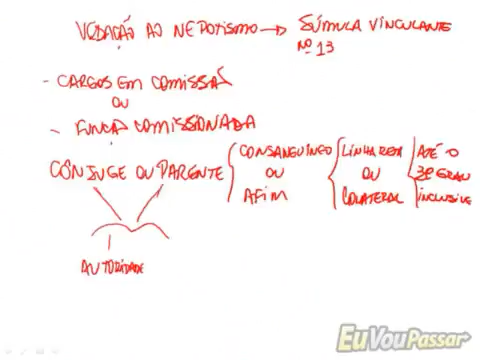 VEDAÇÃO AO NEPOTISMO → SÚMULA VINCULANTE
Nº 13
- CARGOS EM COMISSÃO
OU
- FUNÇÃO COMISSIONADA
CÔNJUGE OU PARENTE { CONSANGUÍNEO OU AFIM { LINHA RETA OU COLATERAL { ATÉ O 3º GRAU INCLUSIVE
AUTORIDADE
EuVouPassar